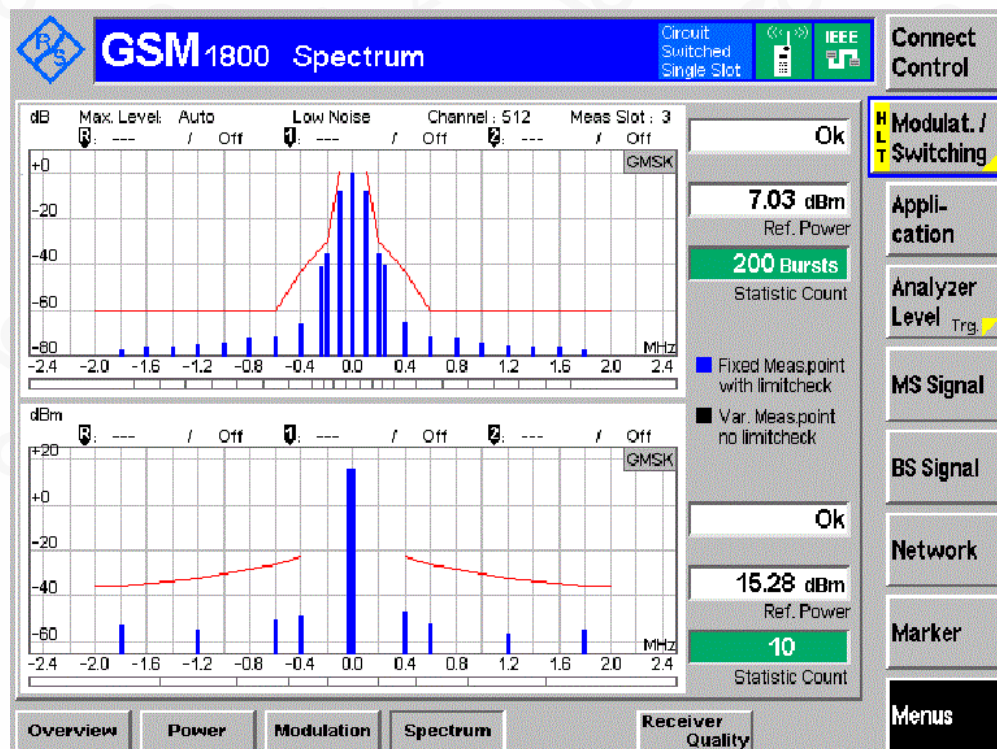 R&S
GSM 1800 Spectrum
Circuit Switched Single Slot
IEEE
Connect Control
dB Max. Level: Auto Low Noise Channel : 512 Meas Slot : 3
R: --- / Off 1: --- / Off 2: --- / Off
GMSK
+0
-20
-40
-60
-80
MHz
-2.4 -2.0 -1.6 -1.2 -0.8 -0.4 0.0 0.4 0.8 1.2 1.6 2.0 2.4
Ok
7.03 dBm
Ref. Power
200 Bursts
Statistic Count
Fixed Meas.point
with limitcheck
Var. Meas.point
no limitcheck
dBm
R: --- / Off 1: --- / Off 2: --- / Off
GMSK
+20
+0
-20
-40
-60
MHz
-2.4 -2.0 -1.6 -1.2 -0.8 -0.4 0.0 0.4 0.8 1.2 1.6 2.0 2.4
Ok
15.28 dBm
Ref. Power
10
Statistic Count
HLT
Modulat. /
Switching
Appli-
cation
Analyzer
Level Trg.
MS Signal
BS Signal
Network
Marker
Menus
Overview Power Modulation Spectrum Receiver Quality